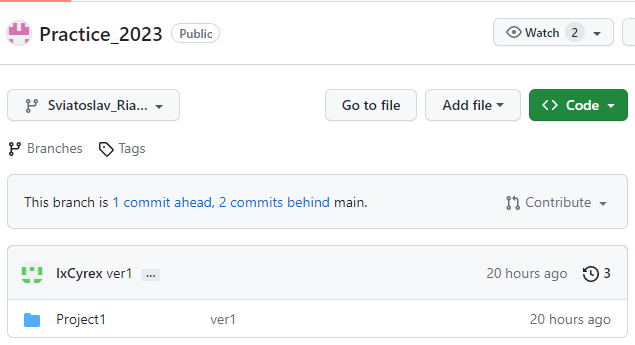 Practice_2023 Public Watch 2
Sviatoslav_Ria... Go to file Add file Code
Branches Tags
This branch is 1 commit ahead, 2 commits behind main. Contribute
IxCyrex ver1 ... 20 hours ago 3
Project1 ver1 20 hours ago